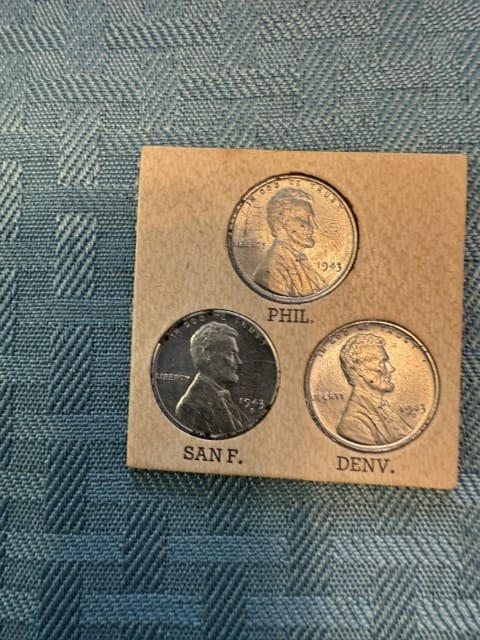 IN GOD WE TRUST
LIBERTY
1943
PHIL.
IN GOD WE TRUST
LIBERTY
1943
S
SAN F.
IN GOD WE TRUST
LIBERTY
1943
DENV.